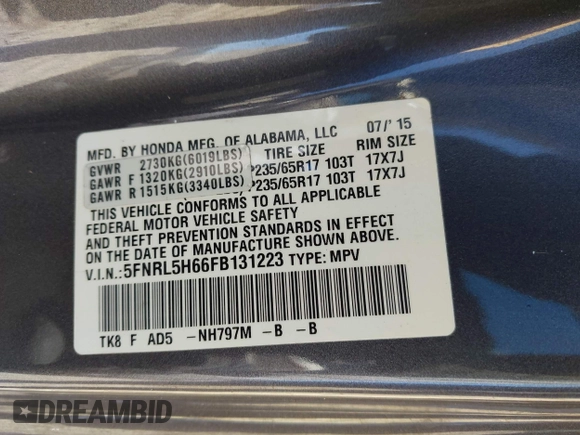 MFD. BY HONDA MFG. OF ALABAMA, LLC 07/'15
GVWR 2730KG(6019LBS) TIRE SIZE RIM SIZE
GAWR F 1320KG(2910LBS) P235/65R17 103T 17X7J
GAWR R 1515KG(3340LBS) P235/65R17 103T 17X7J
THIS VEHICLE CONFORMS TO ALL APPLICABLE
FEDERAL MOTOR VEHICLE SAFETY
AND THEFT PREVENTION STANDARDS IN EFFECT
ON THE DATE OF MANUFACTURE SHOWN ABOVE.
V.I.N.:5FNRL5H66FB131223 TYPE: MPV
TK8 F AD5 -NH797M -B -B
DREAMBID